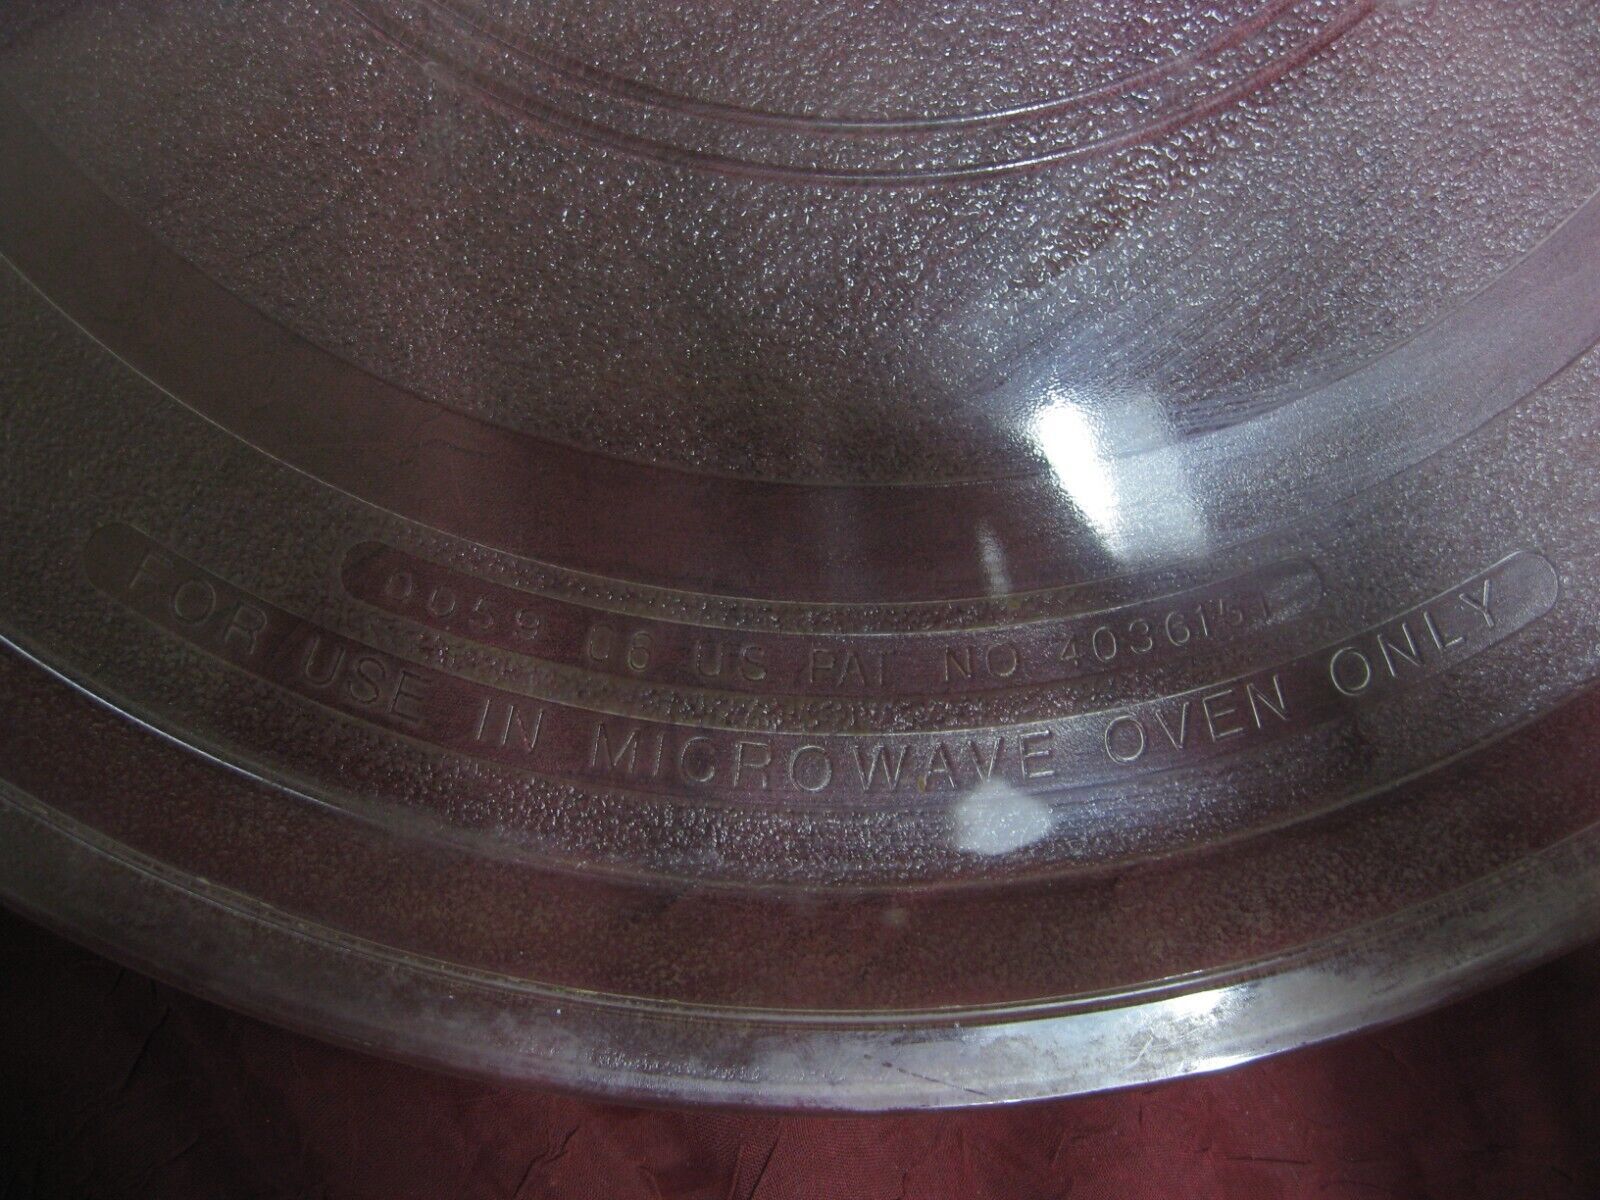 0059 06 US PAT NO 4036151
FOR USE IN MICROWAVE OVEN ONLY